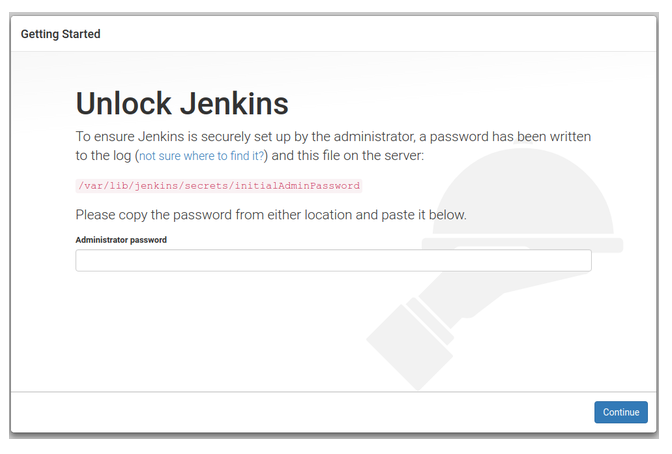 Getting Started
Unlock Jenkins
To ensure Jenkins is securely set up by the administrator, a password has been written
to the log (not sure where to find it?) and this file on the server:
/var/lib/jenkins/secrets/initialAdminPassword
Please copy the password from either location and paste it below.
Administrator password
Continue